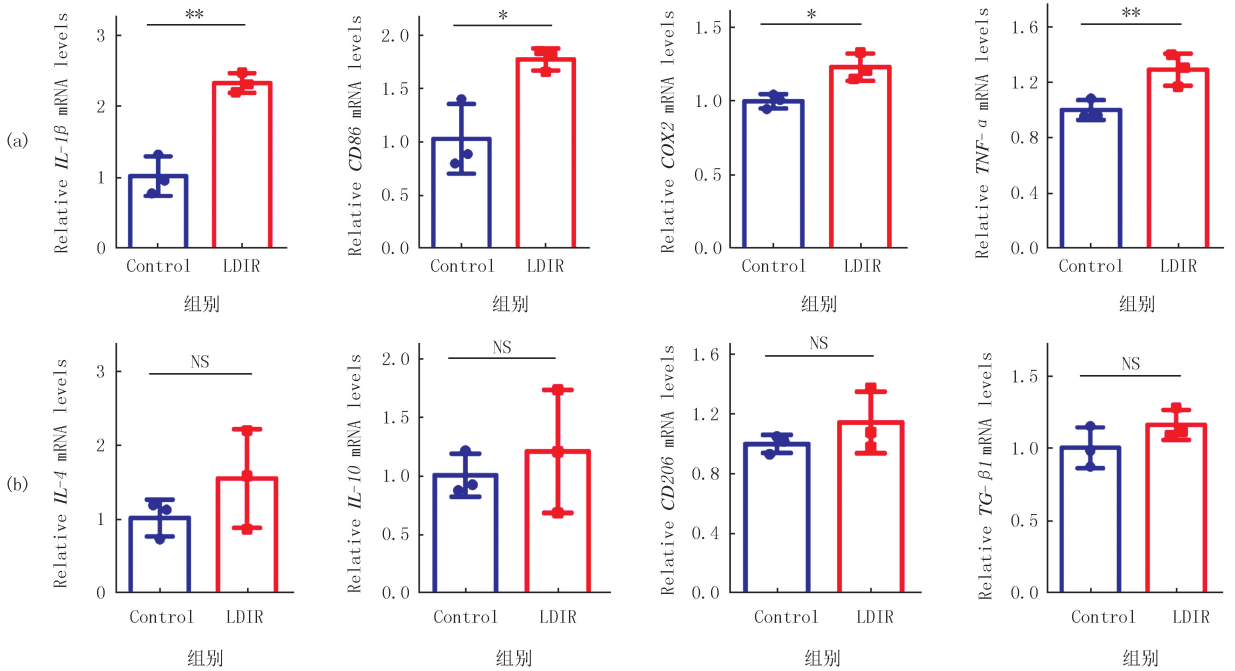 (a)
Relative IL-1β mRNA levels
3
2
1
0
**
Control LDIR
组别
Relative CD86 mRNA levels
2.0
1.5
1.0
0.5
0.0
*
Control LDIR
组别
Relative COX2 mRNA levels
1.5
1.0
0.5
0.0
*
Control LDIR
组别
Relative TNF-α mRNA levels
1.6
1.2
0.8
0.4
0.0
**
Control LDIR
组别
(b)
Relative IL-4 mRNA levels
3
2
1
0
NS
Control LDIR
组别
Relative IL-10 mRNA levels
2.0
1.5
1.0
0.5
0.0
NS
Control LDIR
组别
Relative CD206 mRNA levels
1.6
1.2
0.8
0.4
0.0
NS
Control LDIR
组别
Relative TG-β1 mRNA levels
1.5
1.0
0.5
0.0
NS
Control LDIR
组别